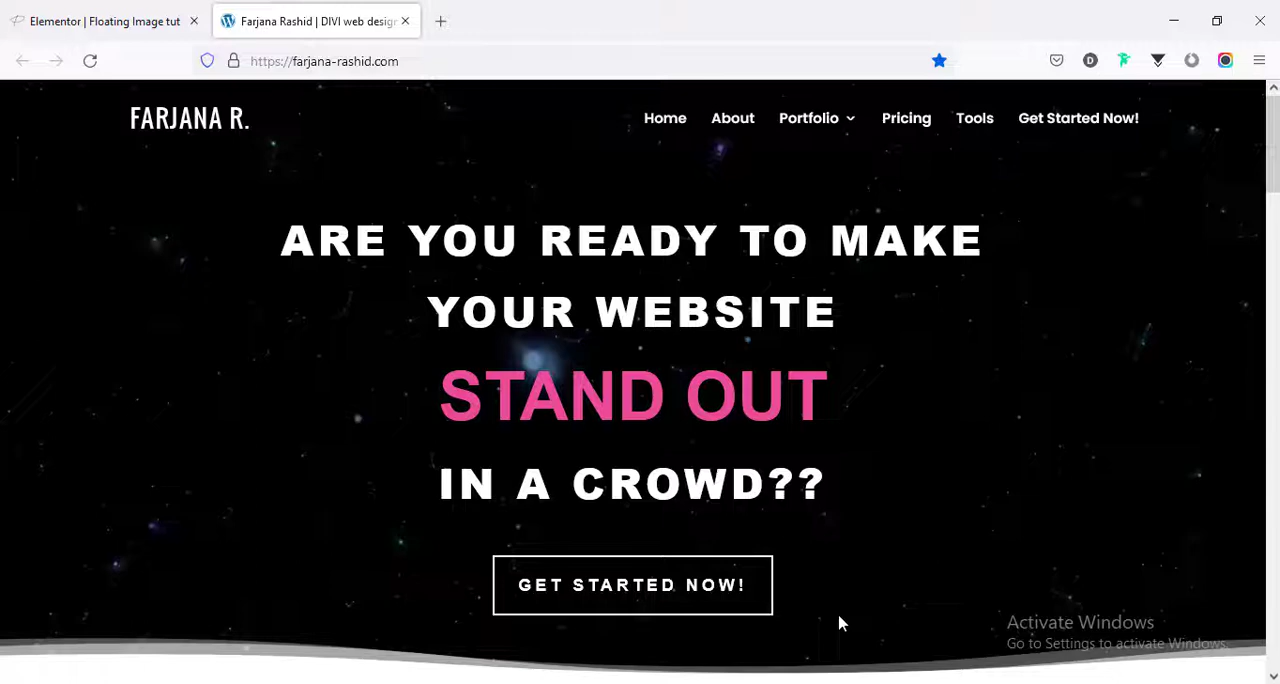 Elementor | Floating Image tut
Farjana Rashid | DIVI web design
https://farjana-rashid.com
D
FARJANA R.
Home About Portfolio Pricing Tools Get Started Now!
ARE YOU READY TO MAKE
YOUR WEBSITE
STAND OUT
IN A CROWD??
GET STARTED NOW!
Activate Windows
Go to Settings to activate Windows.